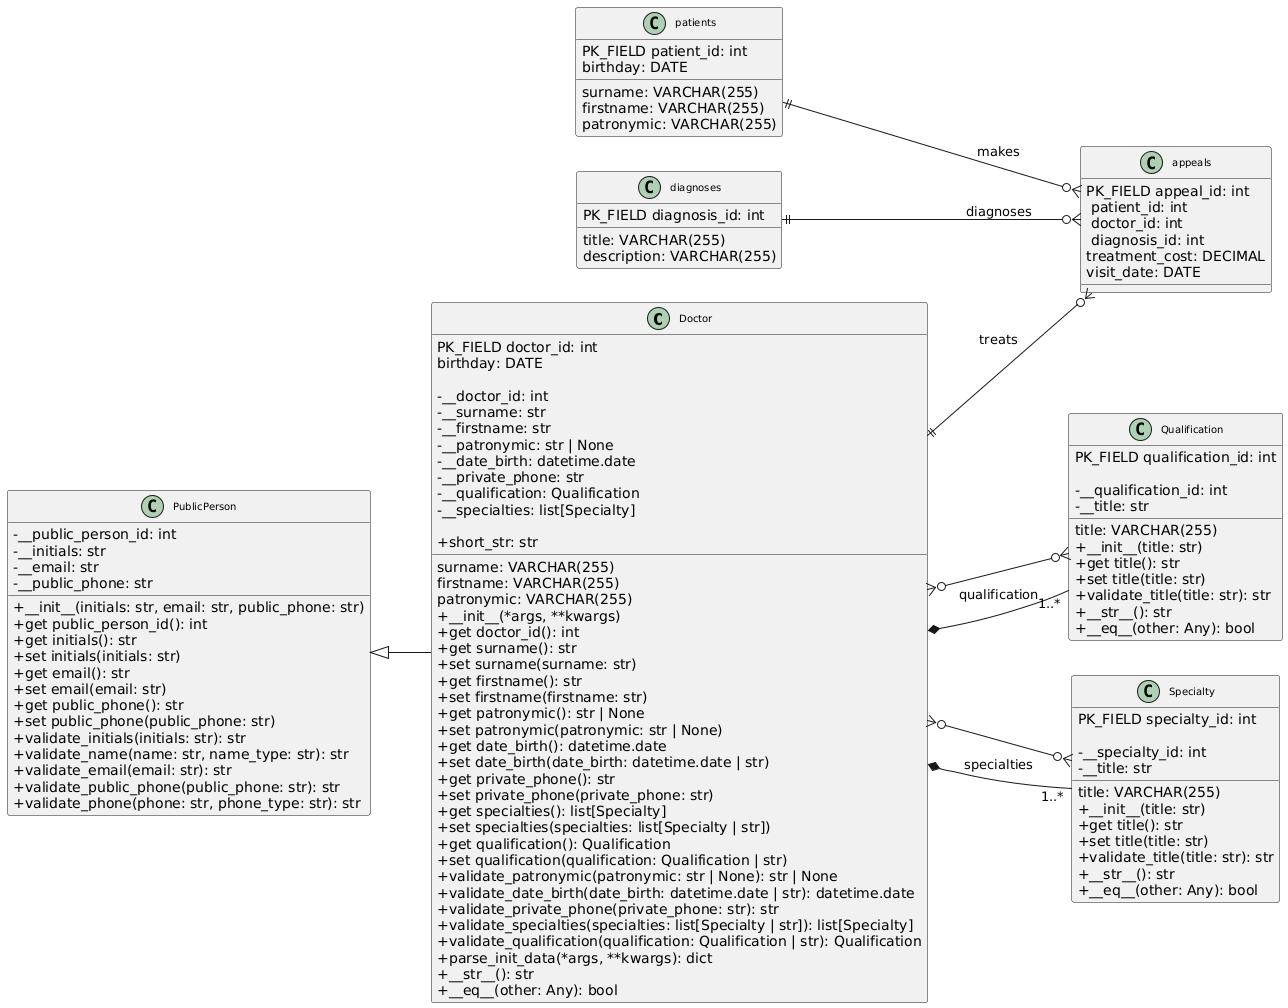 C patients
PK_FIELD patient_id: int
birthday: DATE
surname: VARCHAR(255)
firstname: VARCHAR(255)
patronymic: VARCHAR(255)
makes
C diagnoses
PK_FIELD diagnosis_id: int
title: VARCHAR(255)
description: VARCHAR(255)
diagnoses
C appeals
PK_FIELD appeal_id: int
patient_id: int
doctor_id: int
diagnosis_id: int
treatment_cost: DECIMAL
visit_date: DATE
treats
C PublicPerson
-__public_person_id: int
-__initials: str
-__email: str
-__public_phone: str
+__init__(initials: str, email: str, public_phone: str)
+get public_person_id(): int
+get initials(): str
+set initials(initials: str)
+get email(): str
+set email(email: str)
+get public_phone(): str
+set public_phone(public_phone: str)
+validate_initials(initials: str): str
+validate_name(name: str, name_type: str): str
+validate_email(email: str): str
+validate_public_phone(public_phone: str): str
+validate_phone(phone: str, phone_type: str): str
C Doctor
PK_FIELD doctor_id: int
birthday: DATE
-__doctor_id: int
-__surname: str
-__firstname: str
-__patronymic: str | None
-__date_birth: datetime.date
-__private_phone: str
-__qualification: Qualification
-__specialties: list[Specialty]
+short_str: str
surname: VARCHAR(255)
firstname: VARCHAR(255)
patronymic: VARCHAR(255)
+__init__(*args, **kwargs)
+get doctor_id(): int
+get surname(): str
+set surname(surname: str)
+get firstname(): str
+set firstname(firstname: str)
+get patronymic(): str | None
+set patronymic(patronymic: str | None)
+get date_birth(): datetime.date
+set date_birth(date_birth: datetime.date | str)
+get private_phone(): str
+set private_phone(private_phone: str)
+get specialties(): list[Specialty]
+set specialties(specialties: list[Specialty | str])
+get qualification(): Qualification
+set qualification(qualification: Qualification | str)
+validate_patronymic(patronymic: str | None): str | None
+validate_date_birth(date_birth: datetime.date | str): datetime.date
+validate_private_phone(private_phone: str): str
+validate_specialties(specialties: list[Specialty | str]): list[Specialty]
+validate_qualification(qualification: Qualification | str): Qualification
+parse_init_data(*args, **kwargs): dict
+__str__(): str
+__eq__(other: Any): bool
qualification
1..*
C Qualification
PK_FIELD qualification_id: int
-__qualification_id: int
-__title: str
title: VARCHAR(255)
+__init__(title: str)
+get title(): str
+set title(title: str)
+validate_title(title: str): str
+__str__(): str
+__eq__(other: Any): bool
specialties
1..*
C Specialty
PK_FIELD specialty_id: int
-__specialty_id: int
-__title: str
title: VARCHAR(255)
+__init__(title: str)
+get title(): str
+set title(title: str)
+validate_title(title: str): str
+__str__(): str
+__eq__(other: Any): bool